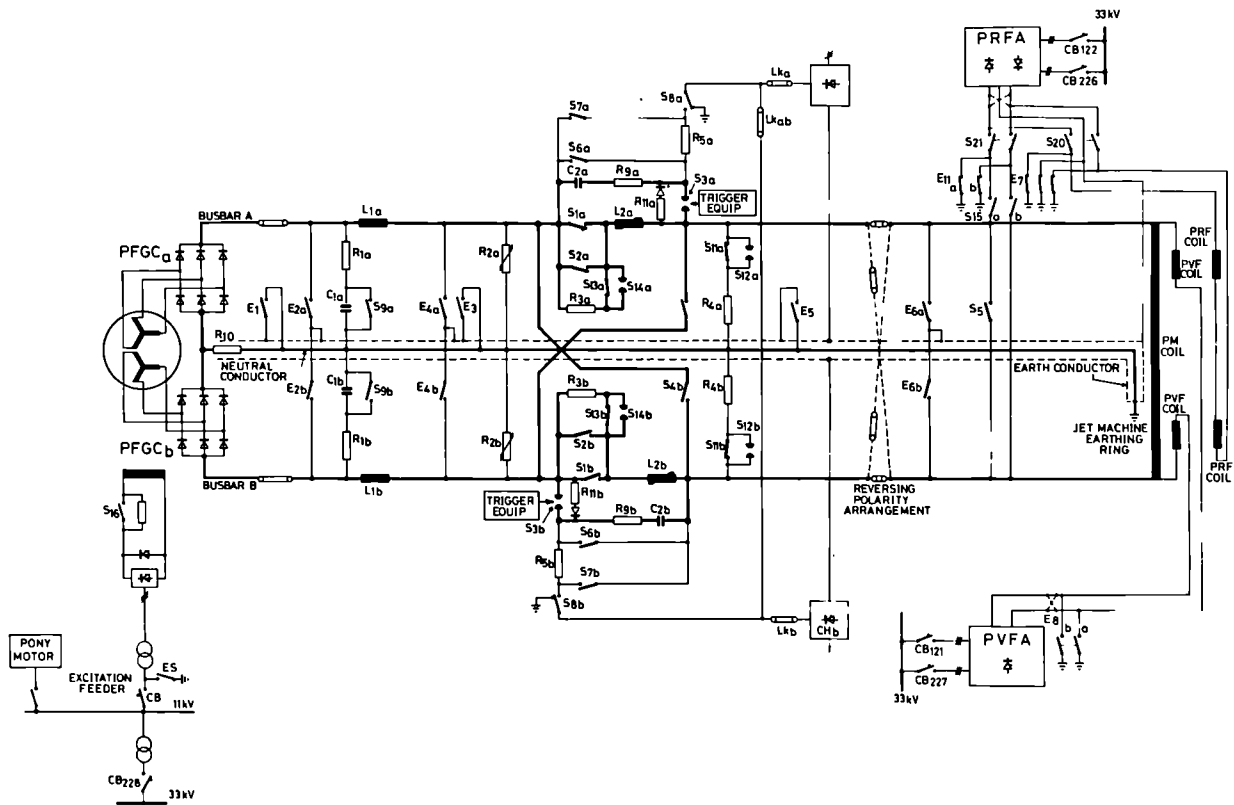 33kV
PRFA
CB122
CB226
S21
S20
E11
a
b
E7
S15
a
b
Lka
Lkab
S8a
S7a
R5a
S6a
C2a
R9a
S3a
R11a
TRIGGER
EQUIP
S1a
L2a
S2a
S13a
S14a
R3a
S11a
S12a
R4a
BUSBAR A
L1a
PFGCa
R1a
R2a
C1a
S9a
E1
E2a
E4a
E3
E5
E6a
S5
R10
NEUTRAL
CONDUCTOR
E2b
C1b
S9b
E4b
R1b
R2b
L1b
BUSBAR B
PFGCb
R3b
S13b
S14b
S2b
S4b
S1b
L2b
R4b
S12b
S11b
E6b
EARTH
CONDUCTOR
JET MACHINE
EARTHING
RING
PM
COIL
PVF
COIL
PRF
COIL
PVF
COIL
PRF
COIL
REVERSING
POLARITY
ARRANGEMENT
TRIGGER
EQUIP
S3b
R11b
R9b
C2b
S6b
R5b
S7b
S8b
Lkb
CHb
S16
PONY
MOTOR
EXCITATION
FEEDER
ES
CB
11kV
CB228
33kV
E8
b
a
CB121
CB227
PVFA
33kV